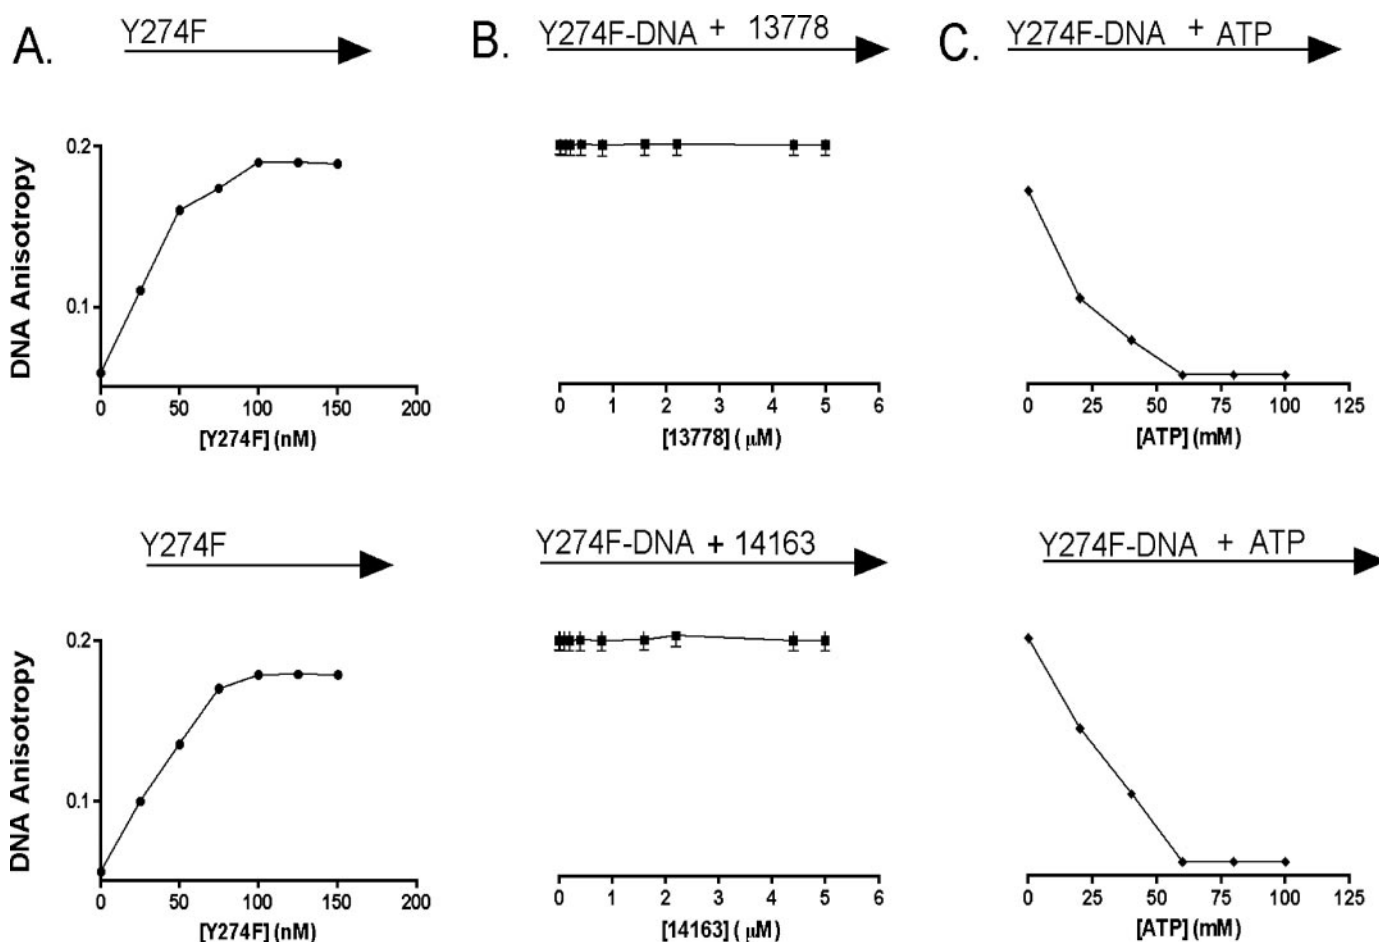 A.
Y274F
B.
Y274F-DNA + 13778
C.
Y274F-DNA + ATP
DNA Anisotropy
0.2
0.1
0 50 100 150 200
[Y274F] (nM)
0 1 2 3 4 5 6
[13778] ( μM)
0 25 50 75 100 125
[ATP] (mM)
Y274F
Y274F-DNA + 14163
Y274F-DNA + ATP
DNA Anisotropy
0.2
0.1
0 50 100 150 200
[Y274F] (nM)
0 1 2 3 4 5 6
[14163] ( μM)
0 25 50 75 100 125
[ATP] (mM)